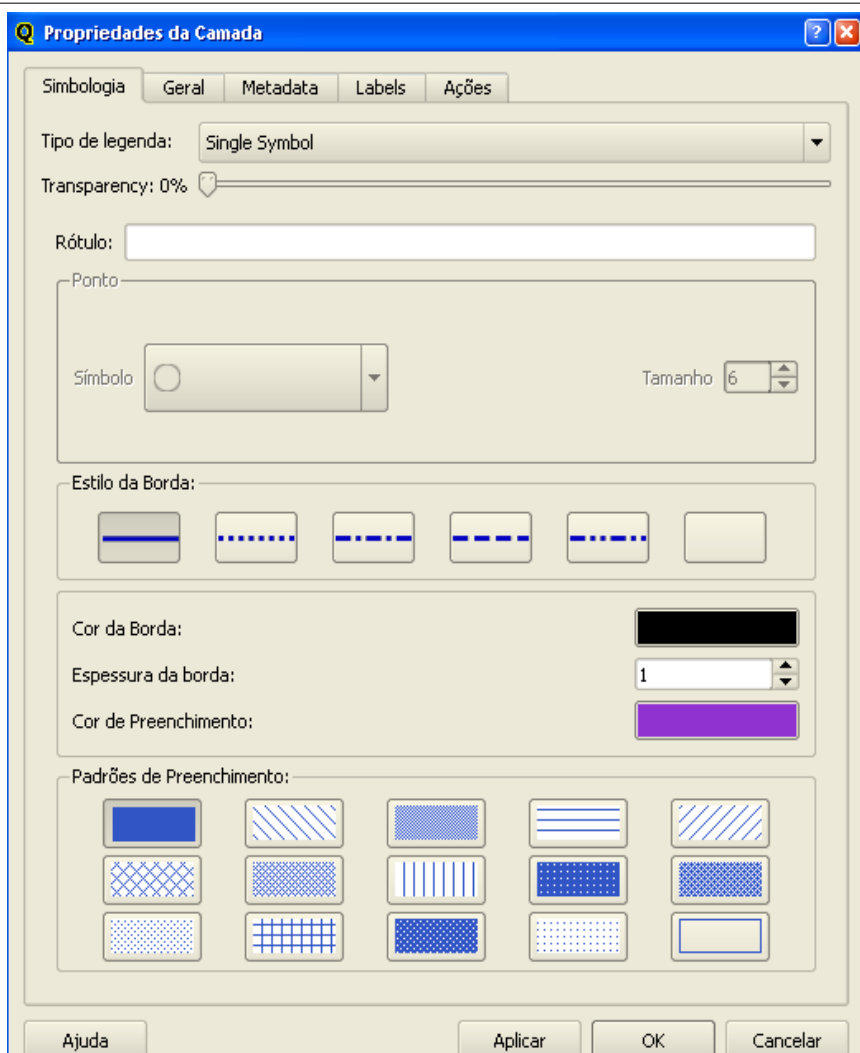 Propriedades da Camada
Simbologia Geral Metadata Labels Ações
Tipo de legenda: Single Symbol
Transparency: 0%
Rótulo:
Ponto
Símbolo Tamanho 6
Estilo da Borda:
Cor da Borda:
Espessura da borda: 1
Cor de Preenchimento:
Padrões de Preenchimento:
Ajuda Aplicar OK Cancelar